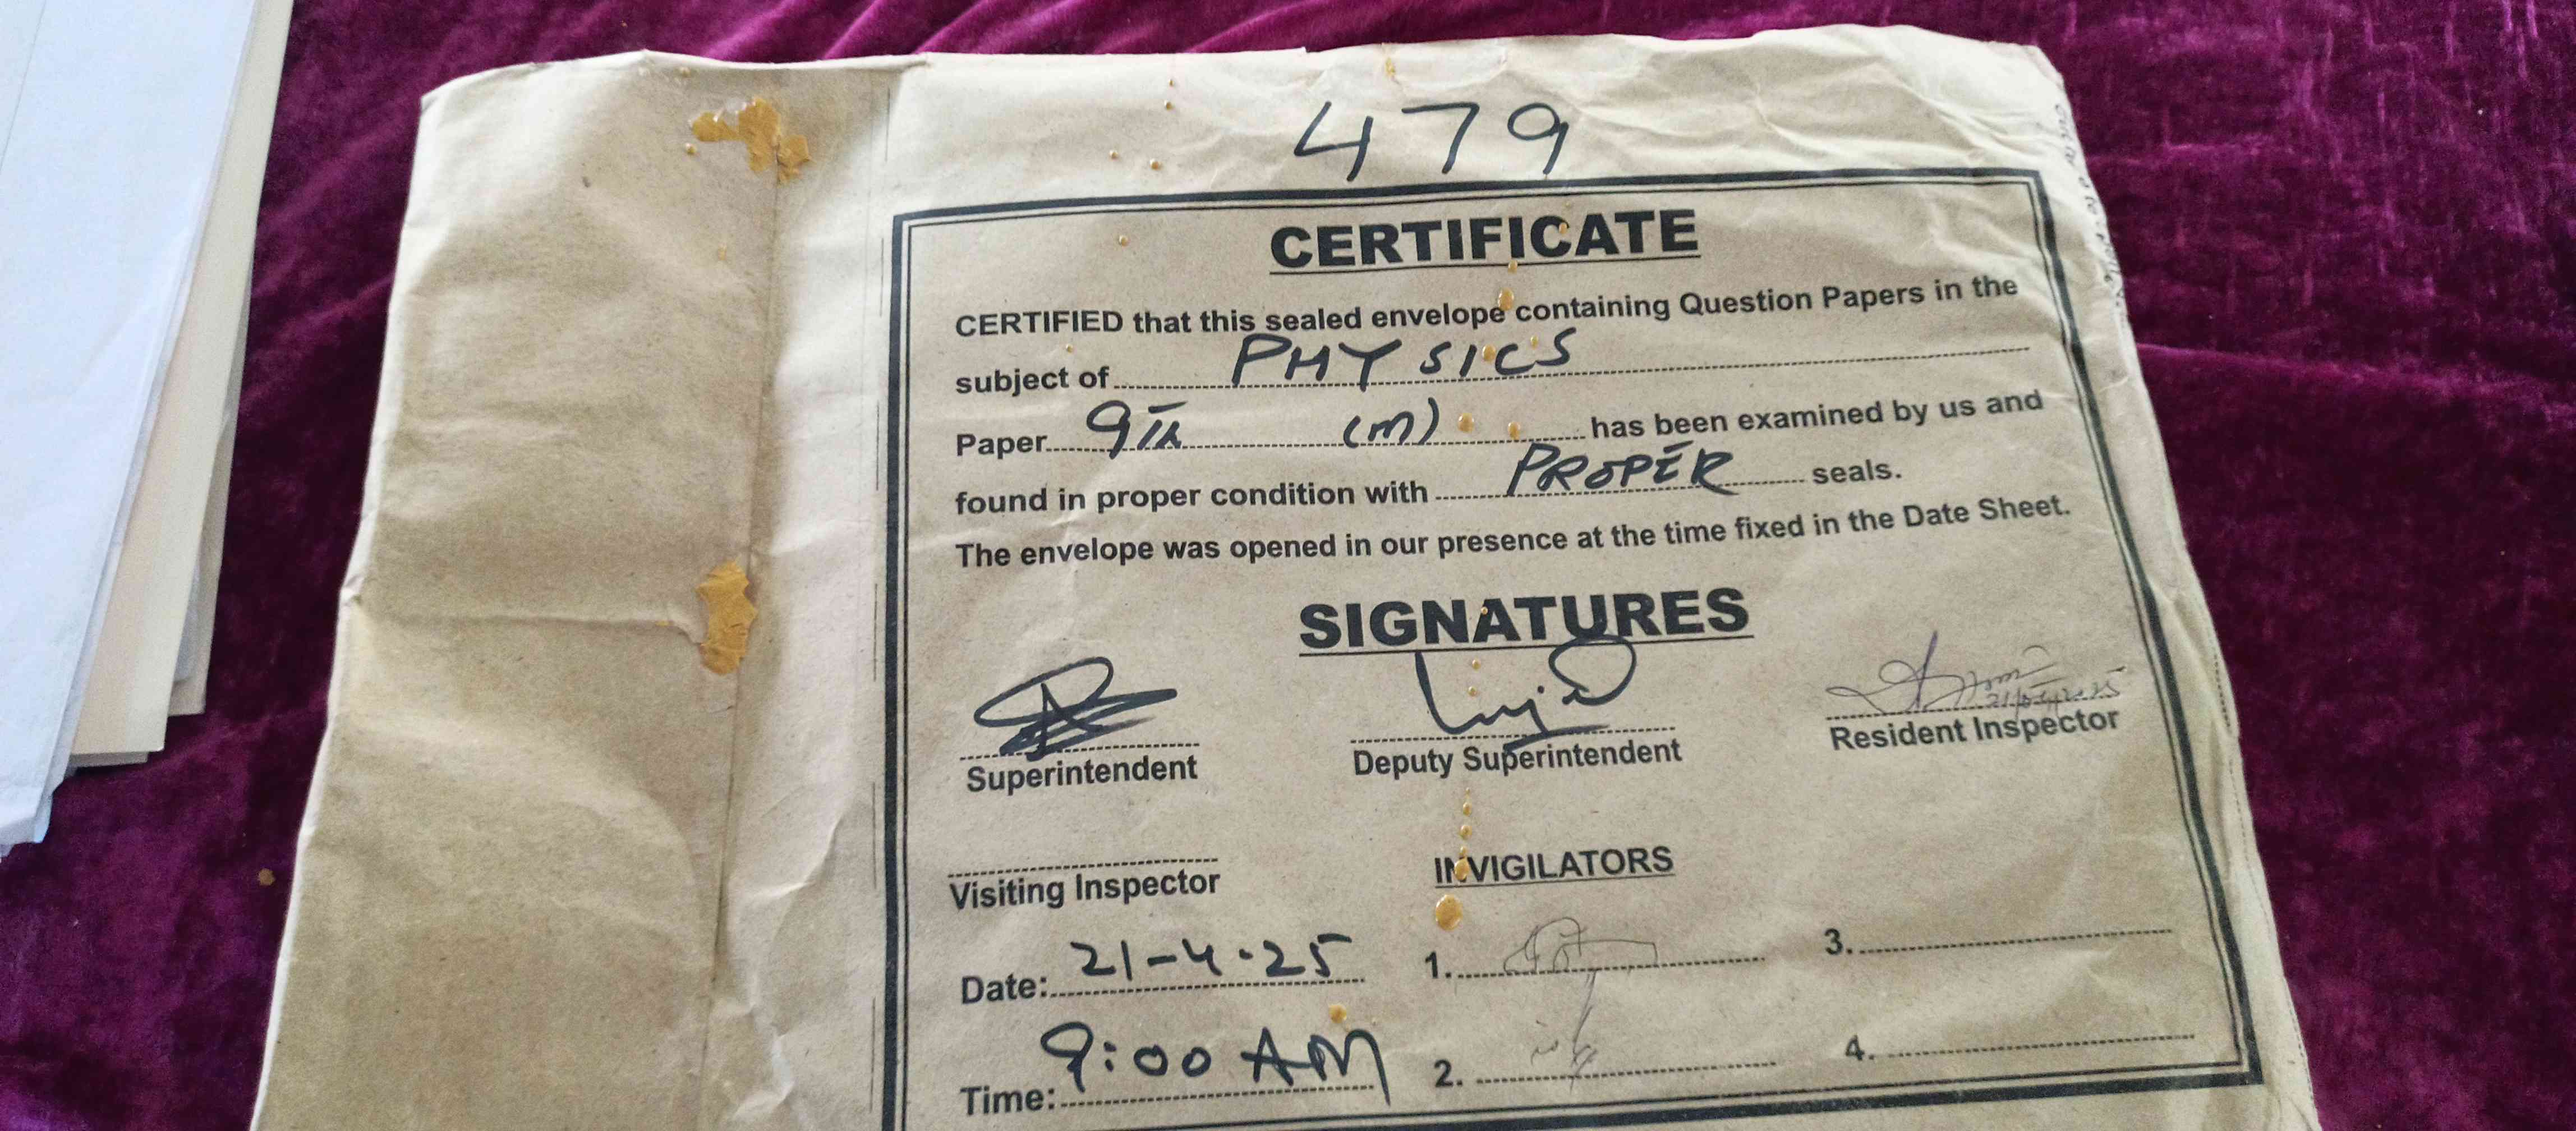 479
CERTIFICATE
CERTIFIED that this sealed envelope containing Question Papers in the
subject of PHYSICS
Paper 9Th (m) has been examined by us and
found in proper condition with PROPER seals.
The envelope was opened in our presence at the time fixed in the Date Sheet.
SIGNATURES
Superintendent Deputy Superintendent Resident Inspector
Visiting Inspector INVIGILATORS
Date: 21-4-25 1. 3.
Time: 9:00 AM 2. 4.